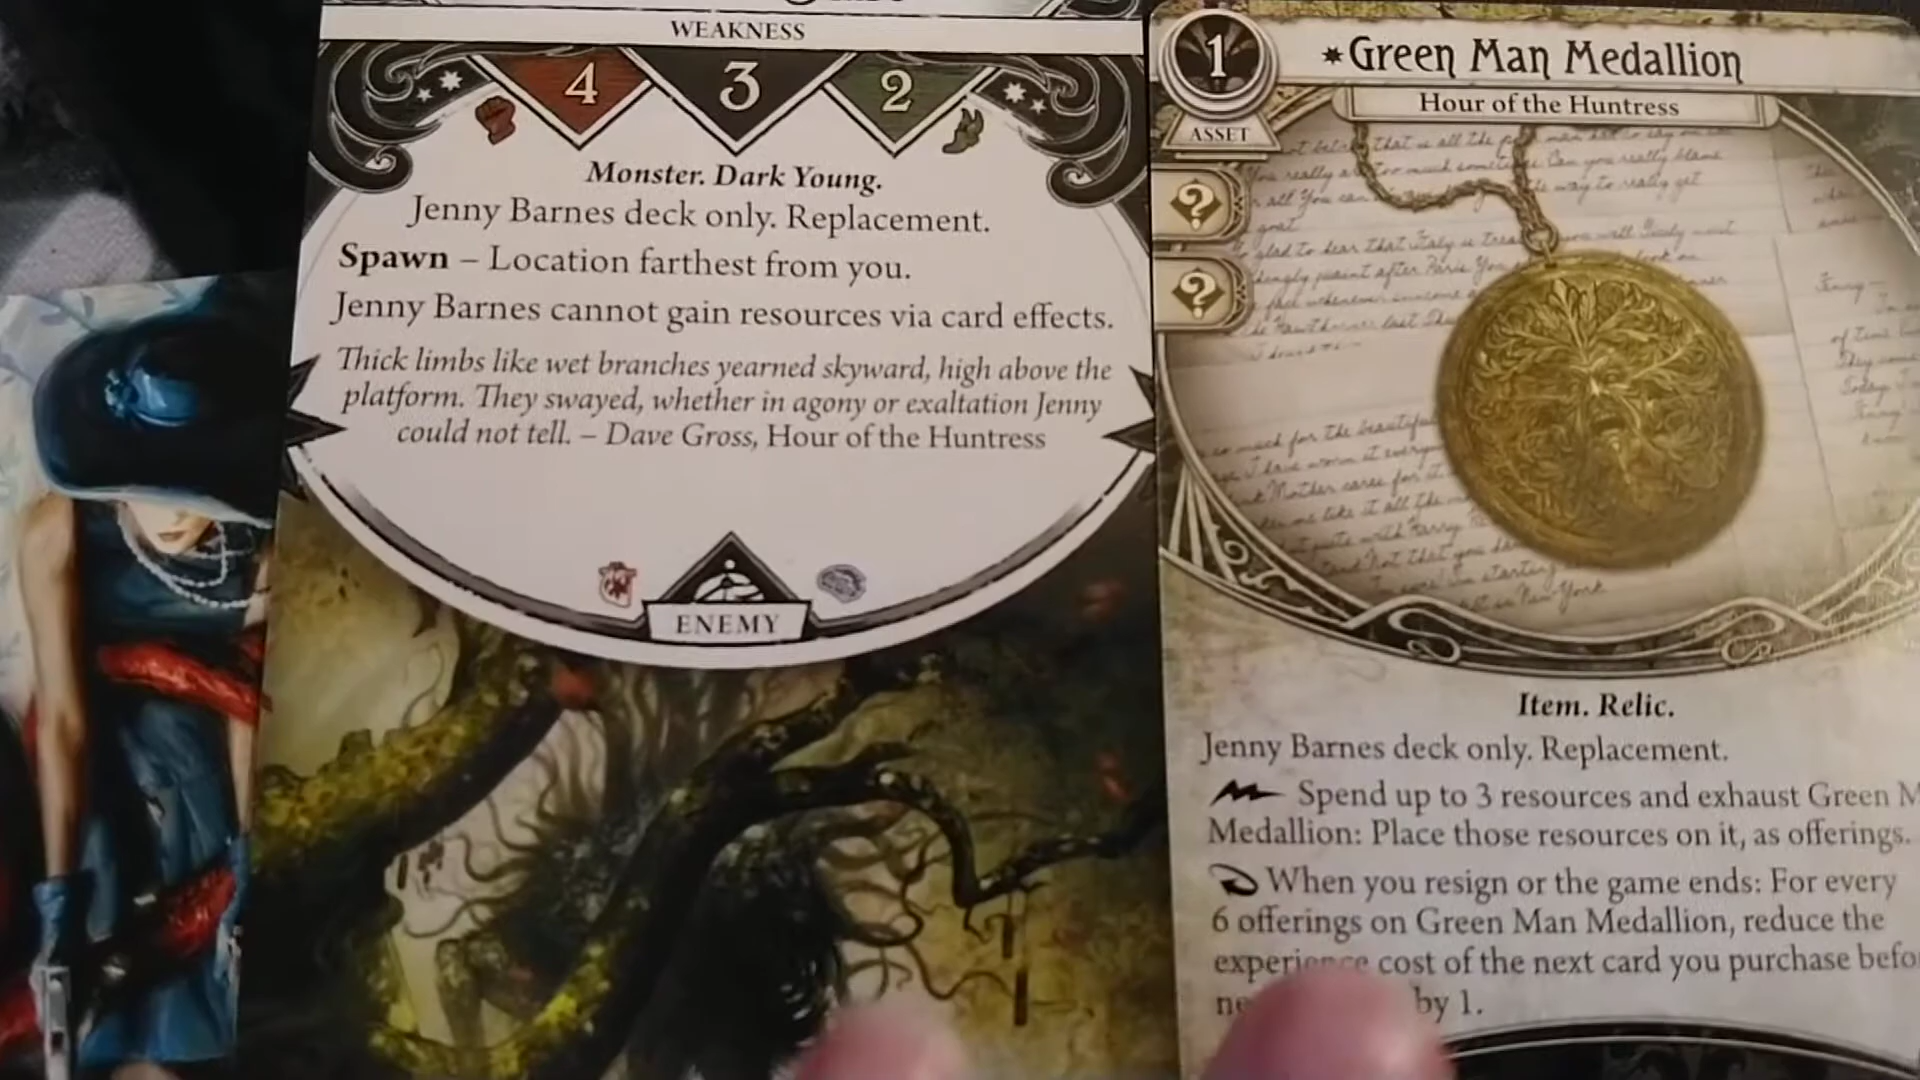 WEAKNESS
4
3
2
Monster. Dark Young.
Jenny Barnes deck only. Replacement.
Spawn – Location farthest from you.
Jenny Barnes cannot gain resources via card effects.
Thick limbs like wet branches yearned skyward, high above the
platform. They swayed, whether in agony or exaltation Jenny
could not tell. – Dave Gross, Hour of the Huntress
ENEMY
1
Green Man Medallion
Hour of the Huntress
ASSET
?
?
Item. Relic.
Jenny Barnes deck only. Replacement.
Spend up to 3 resources and exhaust Green M
Medallion: Place those resources on it, as offerings.
When you resign or the game ends: For every
6 offerings on Green Man Medallion, reduce the
experience cost of the next card you purchase befo
ne by 1.